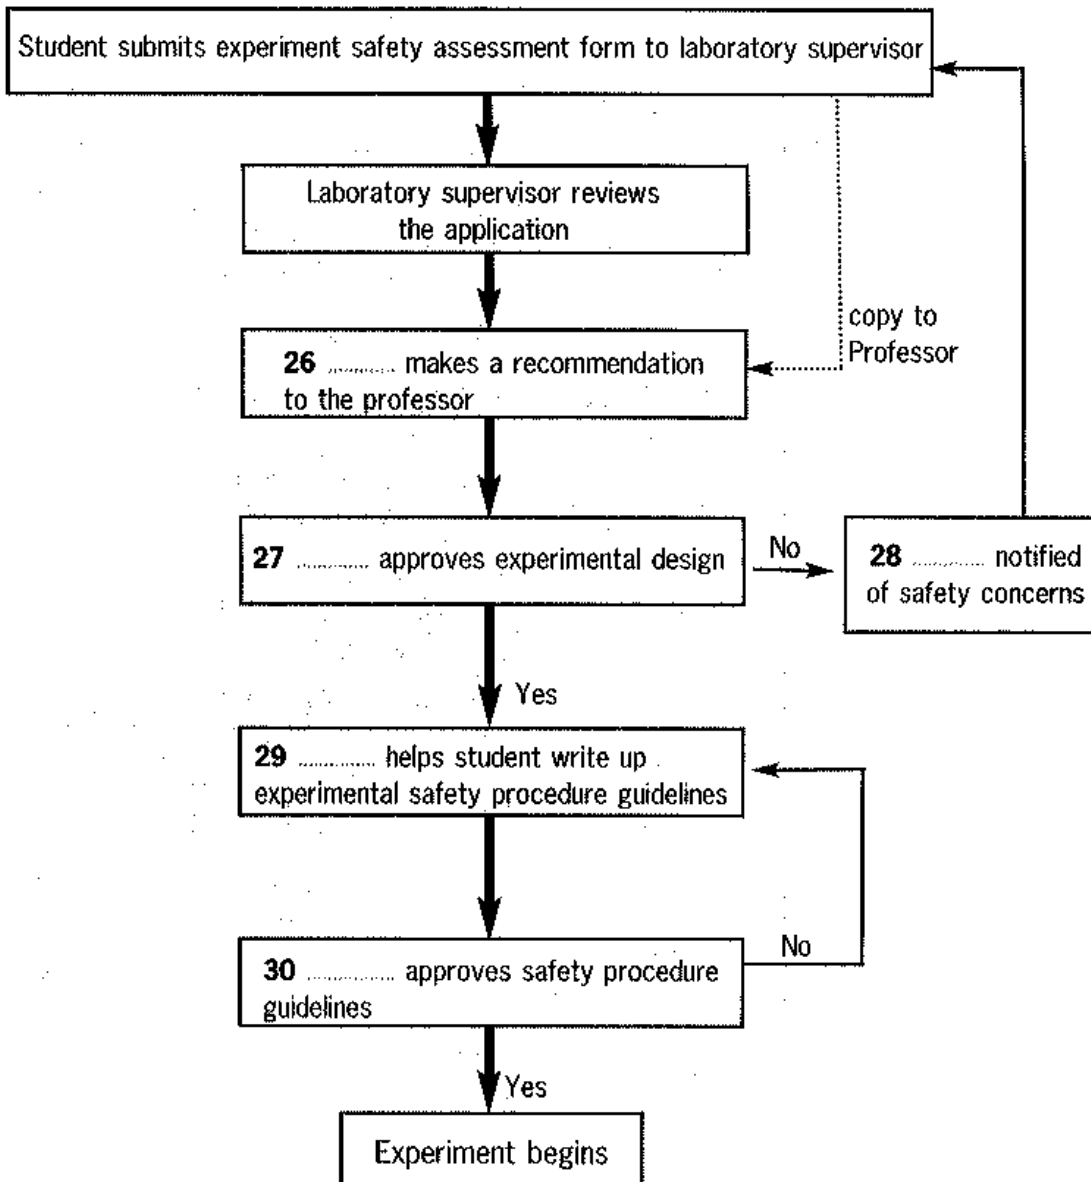 Student submits experiment safety assessment form to laboratory supervisor
Laboratory supervisor reviews
the application
copy to
Professor
26 ............ makes a recommendation
to the professor
27 ............ approves experimental design
No
28 ............ notified
of safety concerns
Yes
29 ............ helps student write up
experimental safety procedure guidelines
30 ............ approves safety procedure
guidelines
No
Yes
Experiment begins